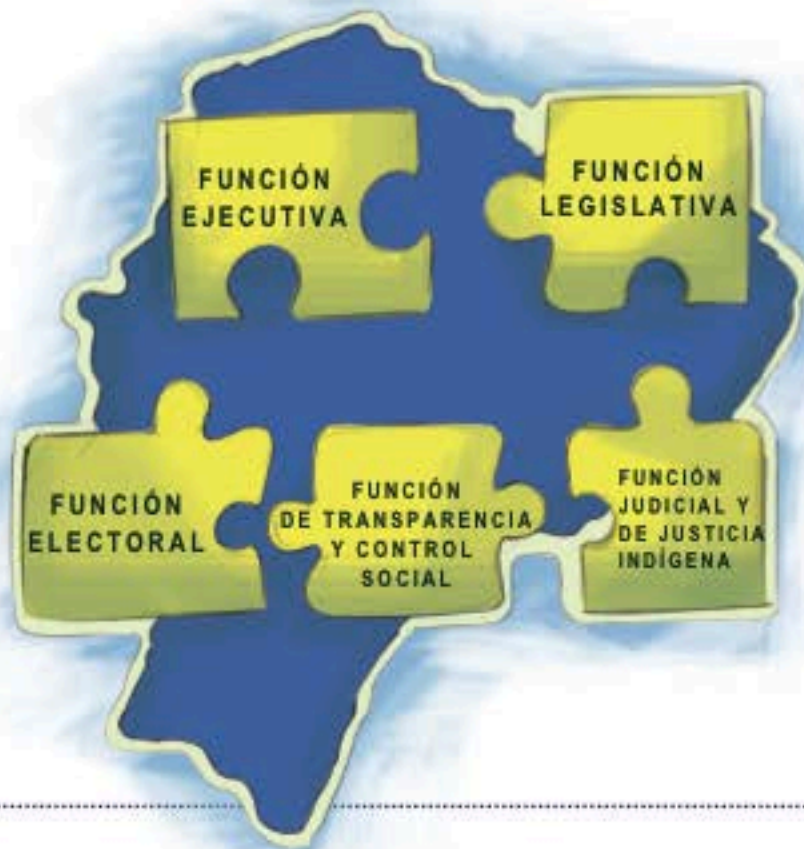 FUNCIÓN
EJECUTIVA
FUNCIÓN
LEGISLATIVA
FUNCIÓN
ELECTORAL
FUNCIÓN
DE TRANSPARENCIA
Y CONTROL
SOCIAL
FUNCIÓN
JUDICIAL Y
DE JUSTICIA
INDÍGENA